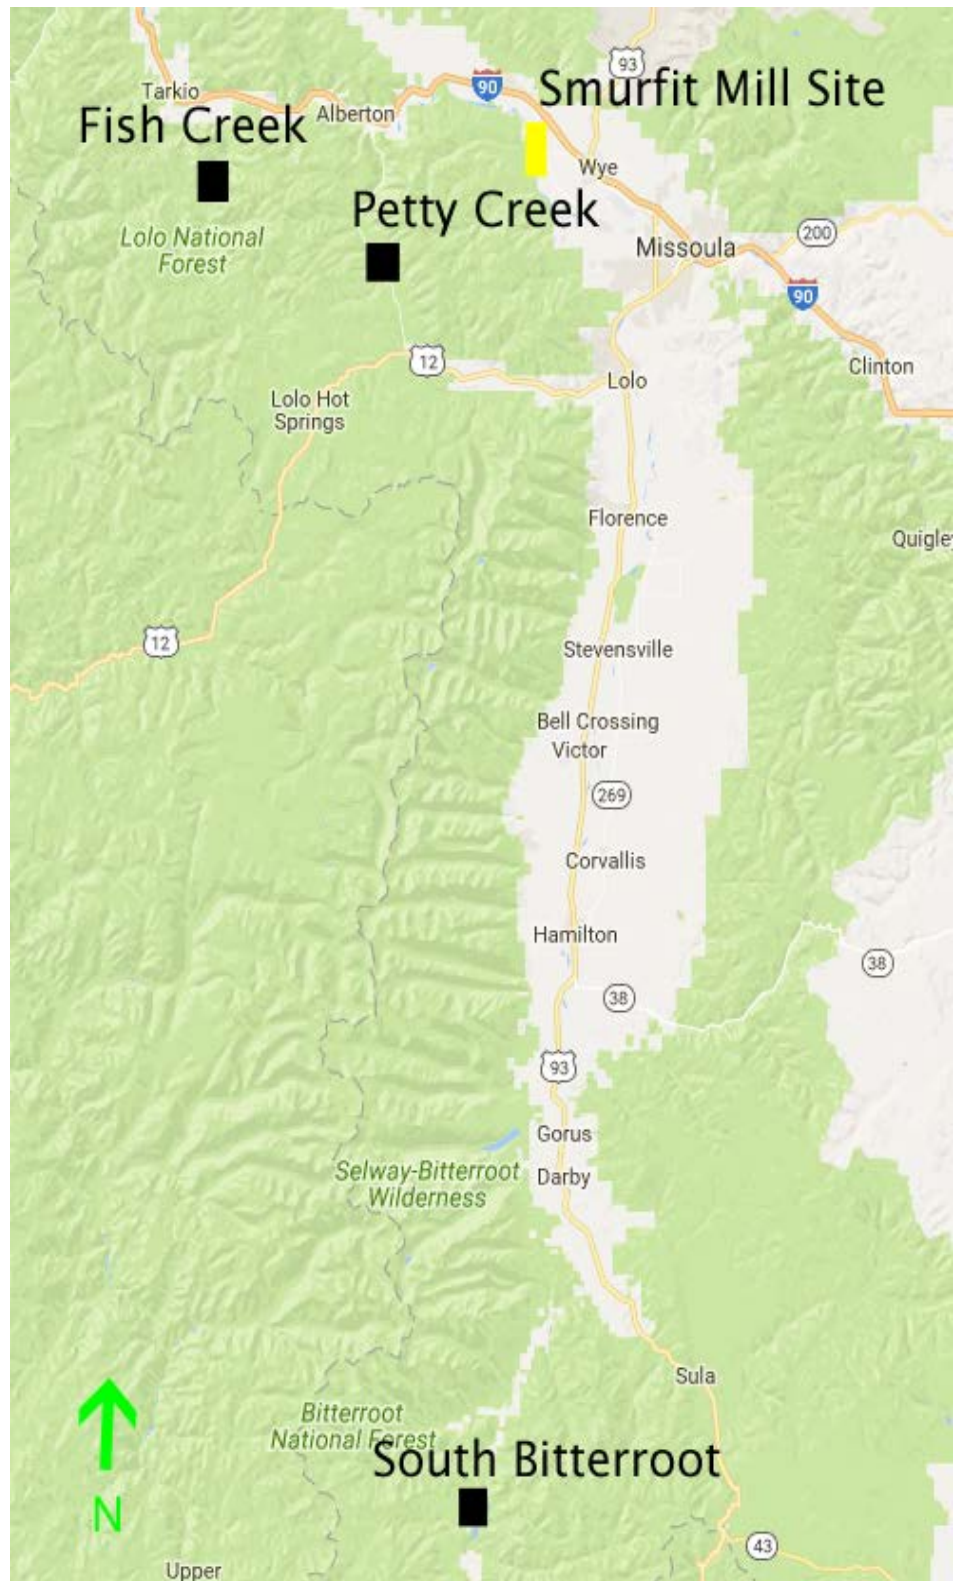 93
Smurfit Mill Site
90
Tarkio
Alberton
Fish Creek
Wye
Petty Creek
Lolo National
Forest
200
Missoula
90
12
Clinton
Lolo
Lolo Hot
Springs
Florence
Quigley
12
Stevensville
Bell Crossing
Victor
269
Corvallis
Hamilton
38
38
93
Gorus
Selway-Bitterroot
Wilderness
Darby
Sula
Bitterroot
National Forest
South Bitterroot
N
43
Upper